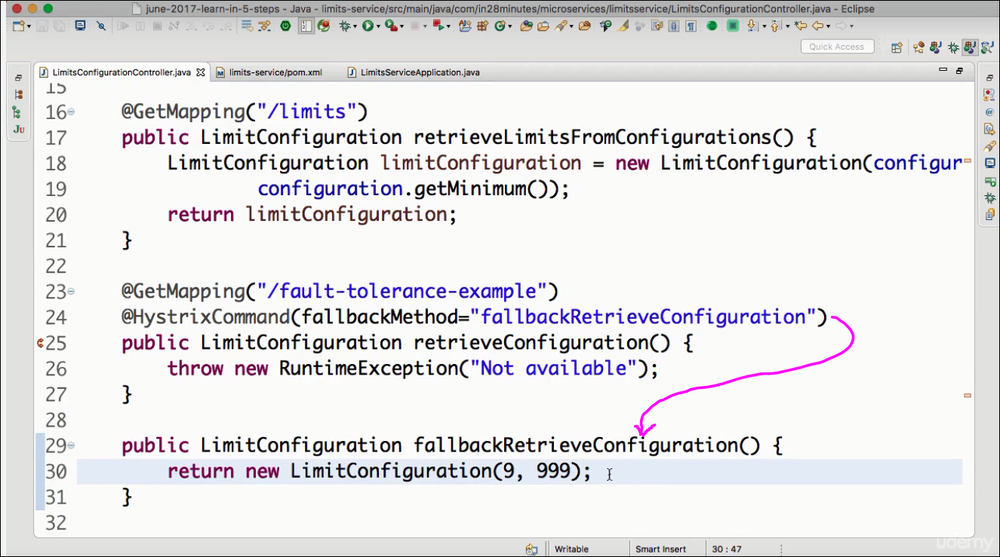 june-2017-learn-in-5-steps - Java - limits-service/src/main/java/com/in28minutes/microservices/limitsservice/LimitsConfigurationController.java - Eclipse
Quick Access
LimitsConfigurationController.java limits-service/pom.xml LimitsServiceApplication.java
15
16 @GetMapping("/limits")
17 public LimitConfiguration retrieveLimitsFromConfigurations() {
18 LimitConfiguration limitConfiguration = new LimitConfiguration(configur
19 configuration.getMinimum());
20 return limitConfiguration;
21 }
22
23 @GetMapping("/fault-tolerance-example")
24 @HystrixCommand(fallbackMethod="fallbackRetrieveConfiguration")
25 public LimitConfiguration retrieveConfiguration() {
26 throw new RuntimeException("Not available");
27 }
28
29 public LimitConfiguration fallbackRetrieveConfiguration() {
30 return new LimitConfiguration(9, 999);
31 }
32
udemy
Writable Smart Insert 30 : 47